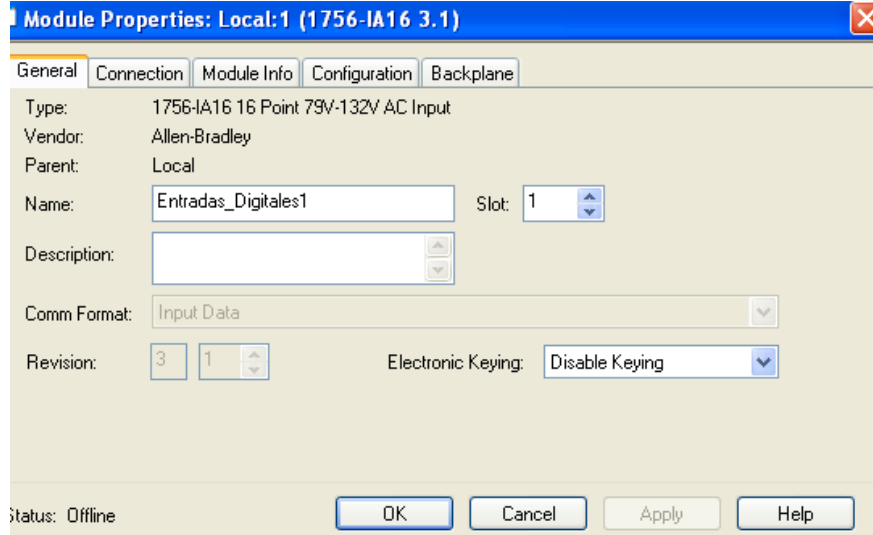 Module Properties: Local:1 (1756-IA16 3.1)
General Connection Module Info Configuration Backplane
Type: 1756-IA16 16 Point 79V-132V AC Input
Vendor: Allen-Bradley
Parent: Local
Name: Entradas_Digitales1 Slot: 1
Description:
Comm Format: Input Data
Revision: 3 1 Electronic Keying: Disable Keying
Status: Offline OK Cancel Apply Help